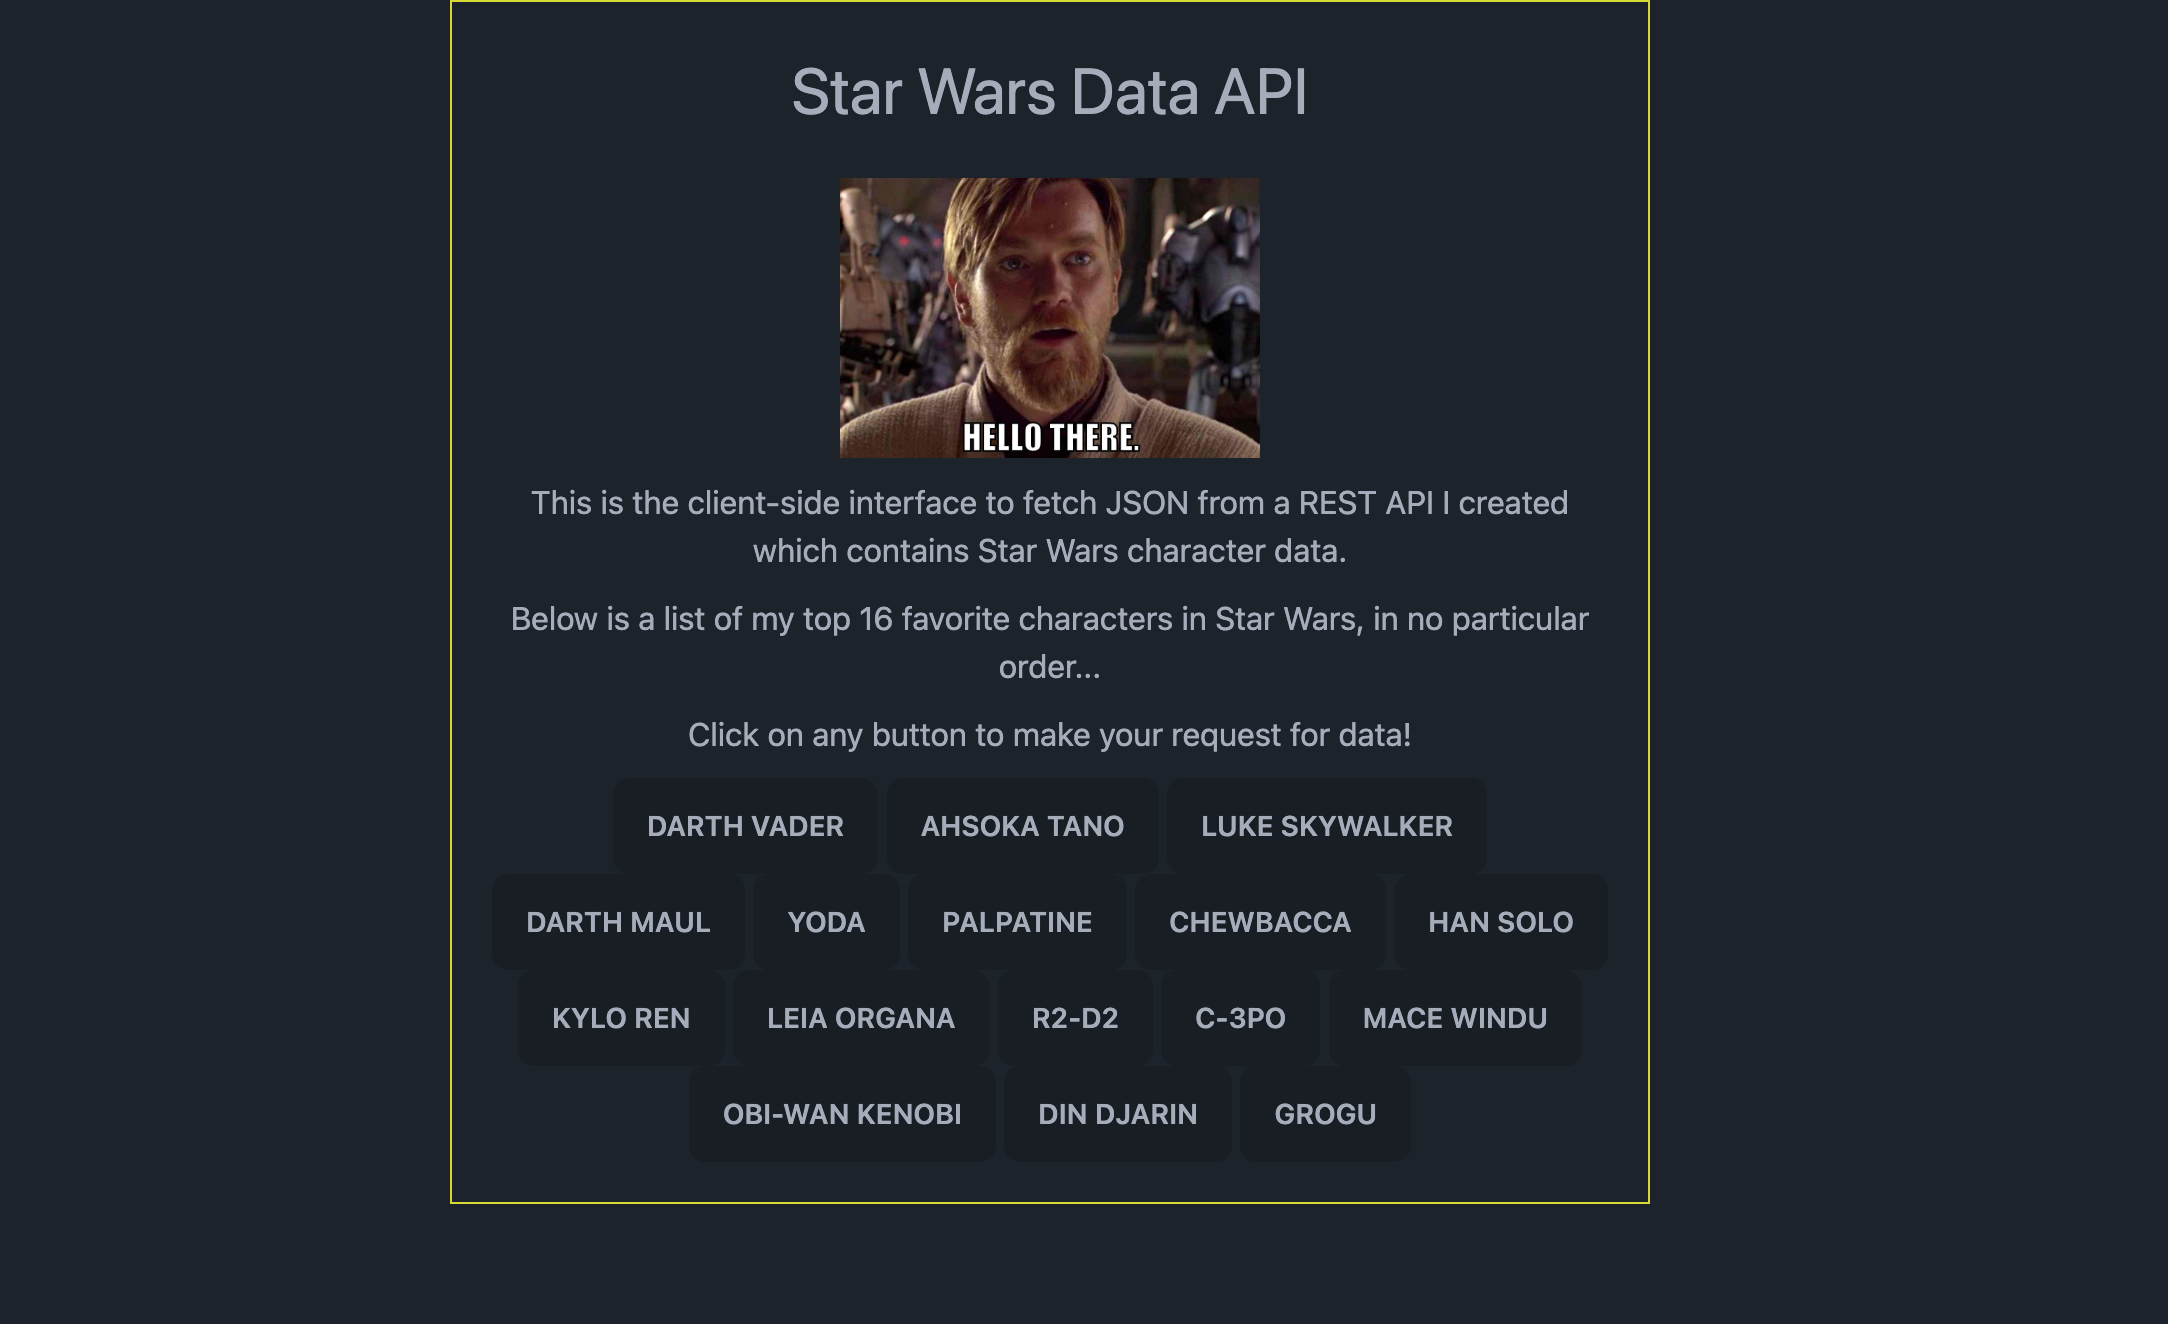 Star Wars Data API
HELLO THERE.
This is the client-side interface to fetch JSON from a REST API I created
which contains Star Wars character data.
Below is a list of my top 16 favorite characters in Star Wars, in no particular
order...
Click on any button to make your request for data!
DARTH VADER AHSOKA TANO LUKE SKYWALKER
DARTH MAUL YODA PALPATINE CHEWBACCA HAN SOLO
KYLO REN LEIA ORGANA R2-D2 C-3PO MACE WINDU
OBI-WAN KENOBI DIN DJARIN GROGU